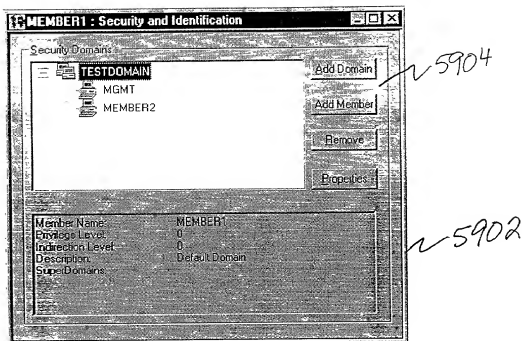 MEMBER1 : Security and Identification
Security Domains
TESTDOMAIN
MGMT
MEMBER2
Add Domain
Add Member
Remove
Properties
5904
Member Name: MEMBER1
Privilege Level: 0
Indirection Level: 0
Description: Default Domain
SuperDomains:
5902